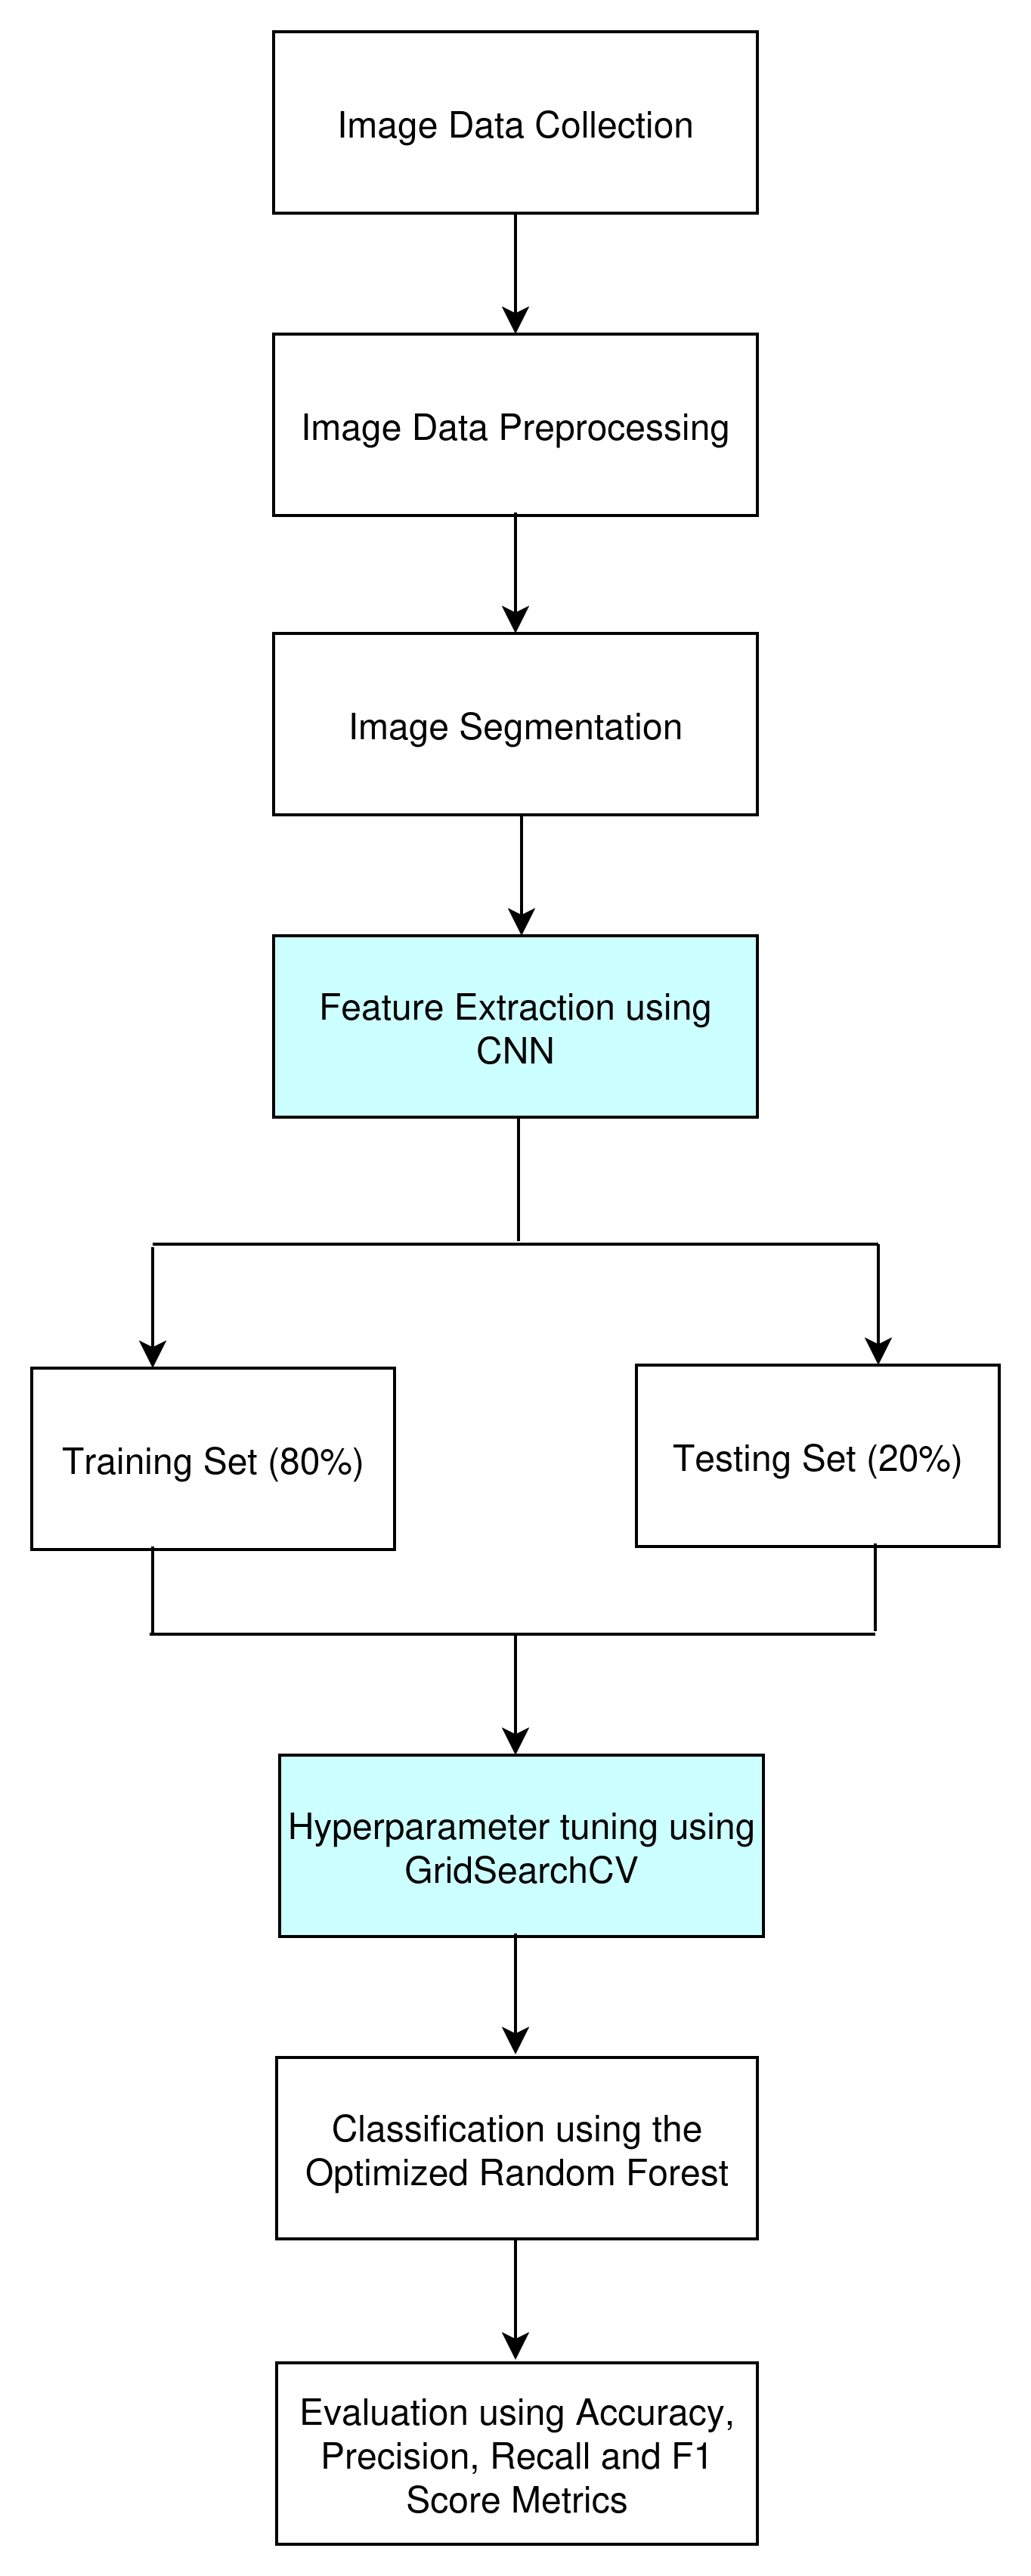 Image Data Collection
Image Data Preprocessing
Image Segmentation
Feature Extraction using
CNN
Training Set (80%)
Testing Set (20%)
Hyperparameter tuning using
GridSearchCV
Classification using the
Optimized Random Forest
Evaluation using Accuracy,
Precision, Recall and F1
Score Metrics